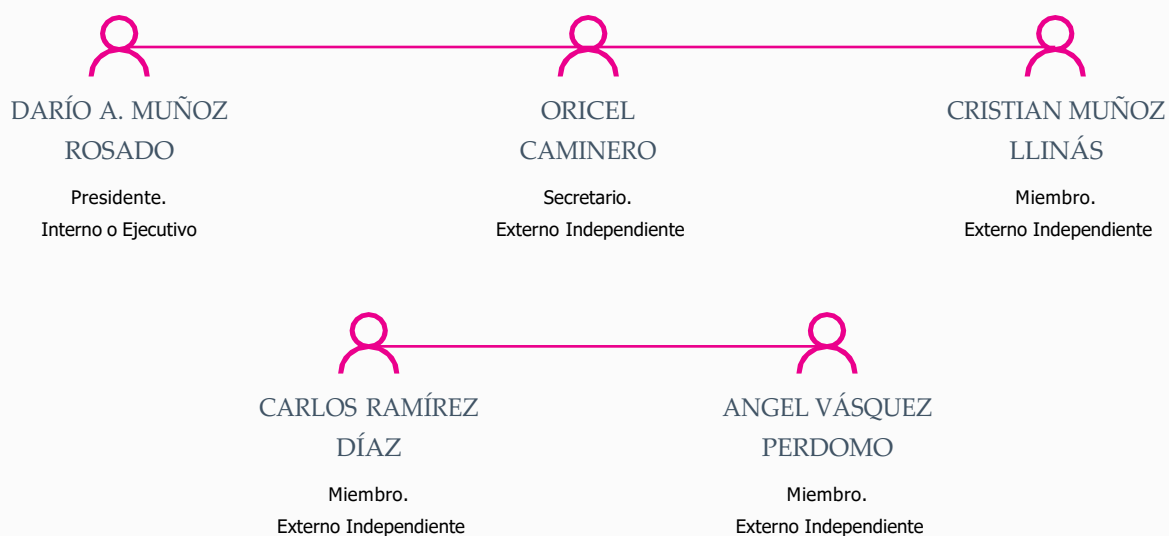 DARÍO A. MUÑOZ
ROSADO
Presidente.
Interno o Ejecutivo
ORICEL
CAMINERO
Secretario.
Externo Independiente
CRISTIAN MUÑOZ
LLINÁS
Miembro.
Externo Independiente
CARLOS RAMÍREZ
DÍAZ
Miembro.
Externo Independiente
ANGEL VÁSQUEZ
PERDOMO
Miembro.
Externo Independiente